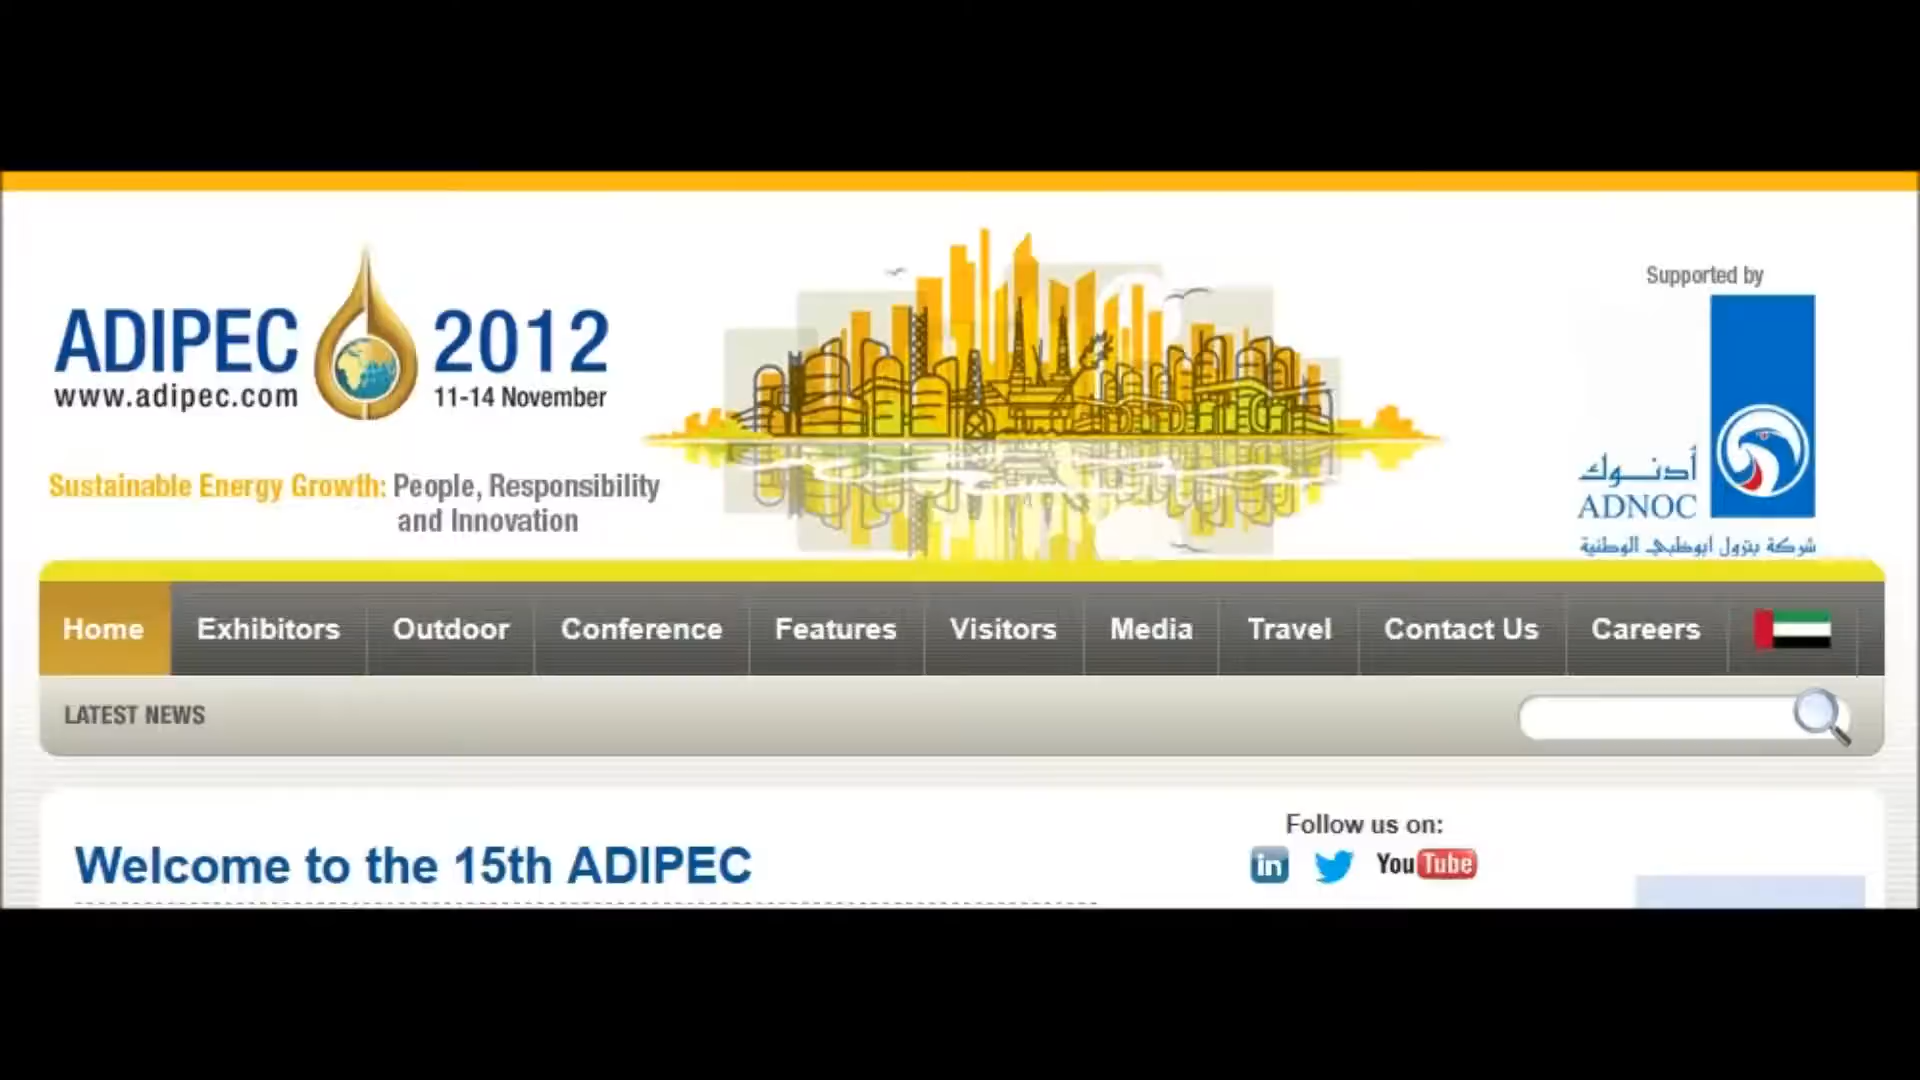 ADIPEC 2012
www.adipec.com 11-14 November
Sustainable Energy Growth: People, Responsibility
and Innovation
Supported by
أدنوك
ADNOC
شركة بترول أبوظبي الوطنية
Home Exhibitors Outdoor Conference Features Visitors Media Travel Contact Us Careers
LATEST NEWS
Welcome to the 15th ADIPEC
Follow us on:
in YouTube